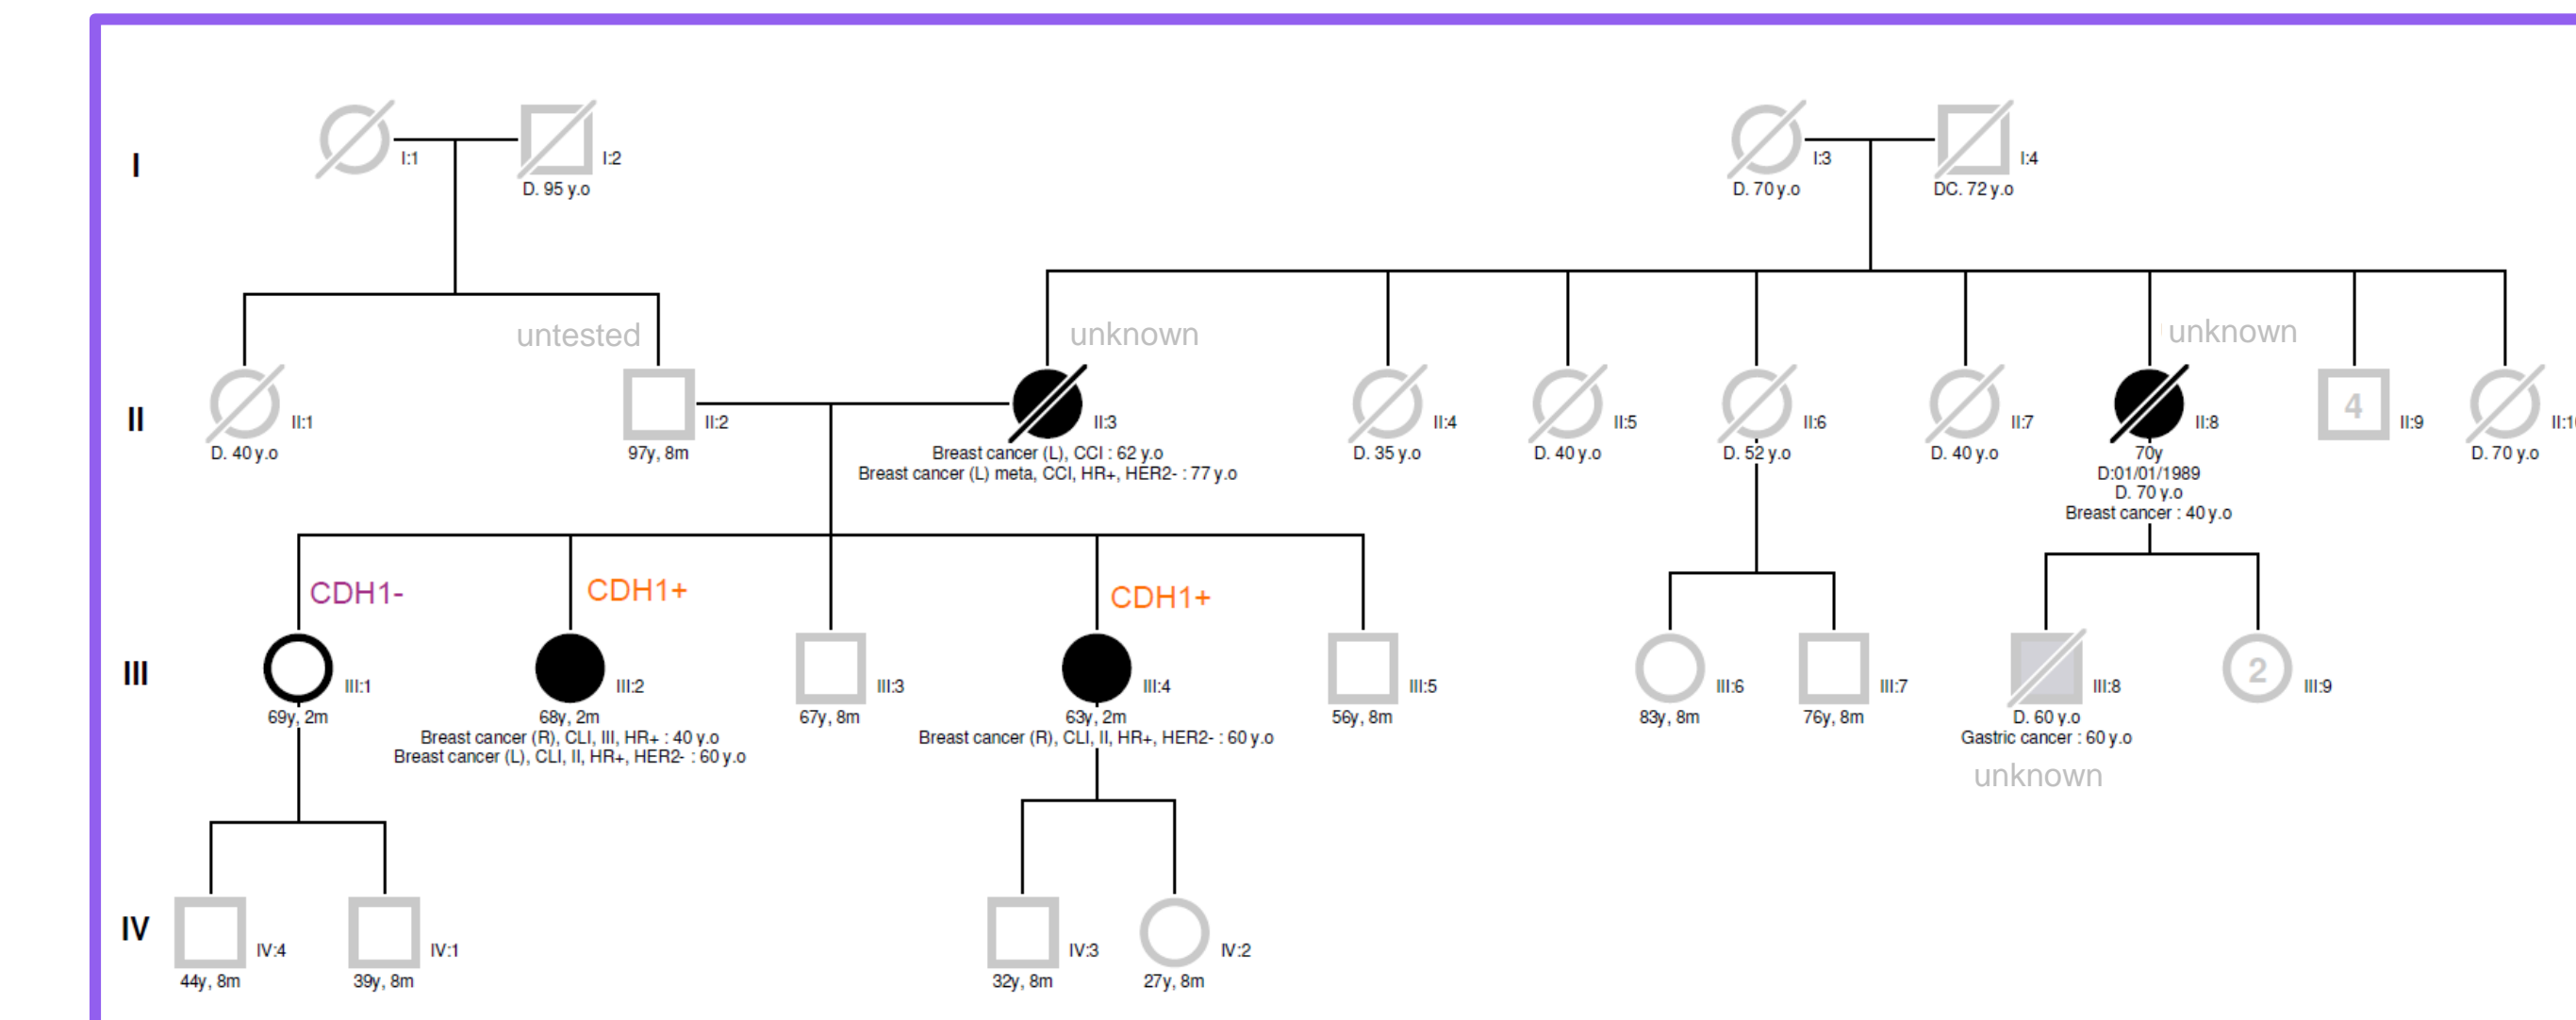 I
I:1
I:2
D. 95 y.o
I:3
D. 70 y.o
I:4
DC. 72 y.o
untested
unknown
unknown
II
II:1
D. 40 y.o
II:2
97y, 8m
II:3
Breast cancer (L), CCI : 62 y.o
Breast cancer (L) meta, CCI, HR+, HER2- : 77 y.o
II:4
D. 35 y.o
II:5
D. 40 y.o
II:6
D. 52 y.o
II:7
D. 40 y.o
II:8
70y
D:01/01/1989
D. 70 y.o
Breast cancer : 40 y.o
4
II:9
D. 70 y.o
CDH1-
CDH1+
CDH1+
III
III:1
69y, 2m
III:2
68y, 2m
Breast cancer (R), CLI, III, HR+ : 40 y.o
Breast cancer (L), CLI, II, HR+, HER2- : 60 y.o
III:3
67y, 8m
III:4
63y, 2m
Breast cancer (R), CLI, II, HR+, HER2- : 60 y.o
III:5
56y, 8m
III:6
83y, 8m
III:7
76y, 8m
III:8
D. 60 y.o
Gastric cancer : 60 y.o
unknown
2
III:9
IV
IV:4
44y, 8m
IV:1
39y, 8m
IV:3
32y, 8m
IV:2
27y, 8m